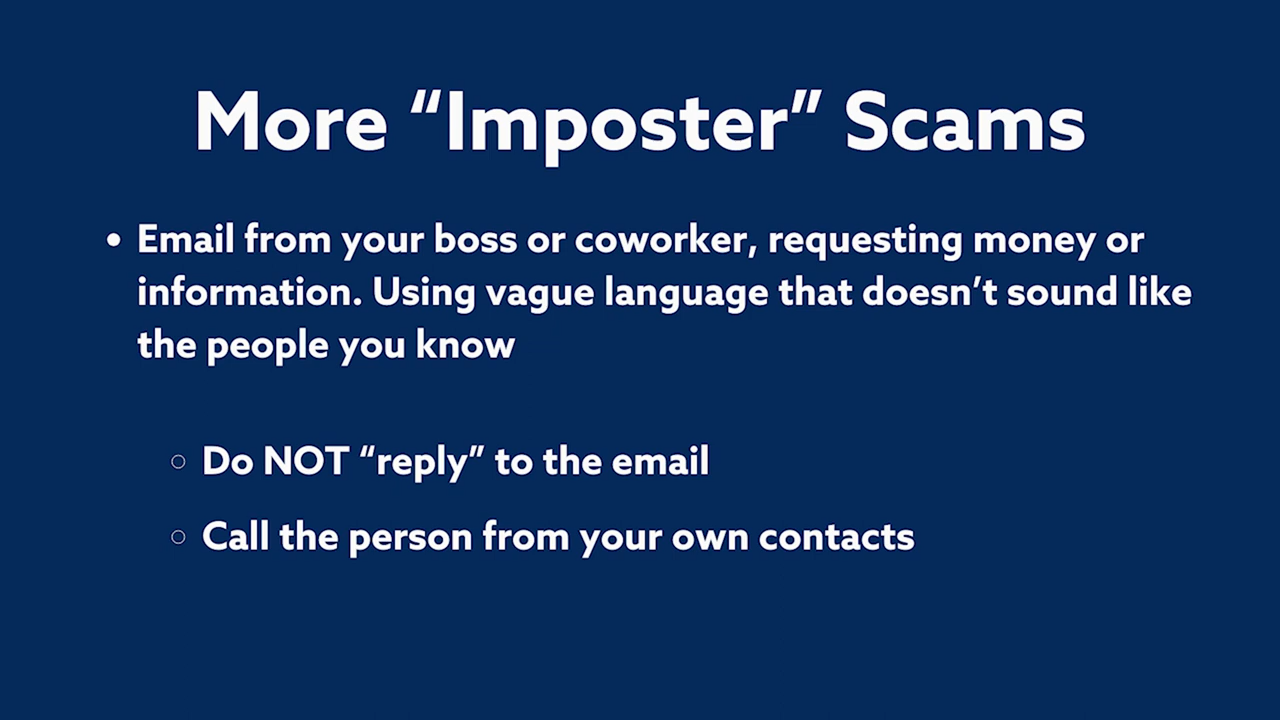 More “Imposter” Scams
• Email from your boss or coworker, requesting money or
information. Using vague language that doesn’t sound like
the people you know
○ Do NOT “reply” to the email
○ Call the person from your own contacts